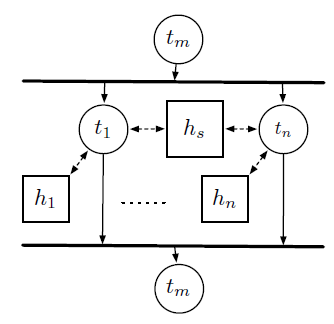 t_m
t_1 h_s t_n
h_1 ...... h_n
t_m